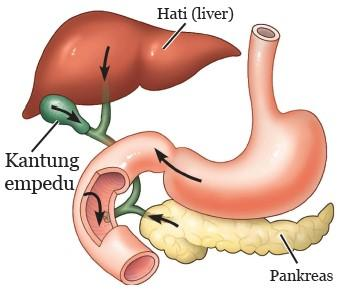 Hati (liver)
Kantung
empedu
Pankreas